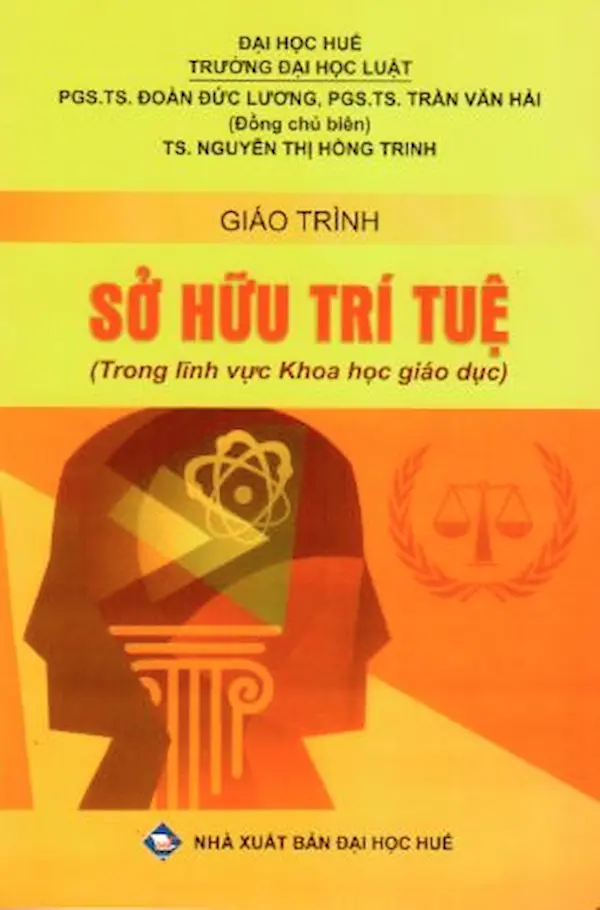 ĐẠI HỌC HUẾ
TRƯỜNG ĐẠI HỌC LUẬT
PGS.TS. ĐOÀN ĐỨC LƯƠNG, PGS.TS. TRẦN VĂN HẢI
(Đồng chủ biên)
TS. NGUYỄN THỊ HỒNG TRINH
GIÁO TRÌNH
SỞ HỮU TRÍ TUỆ
(Trong lĩnh vực Khoa học giáo dục)
NHÀ XUẤT BẢN ĐẠI HỌC HUẾ